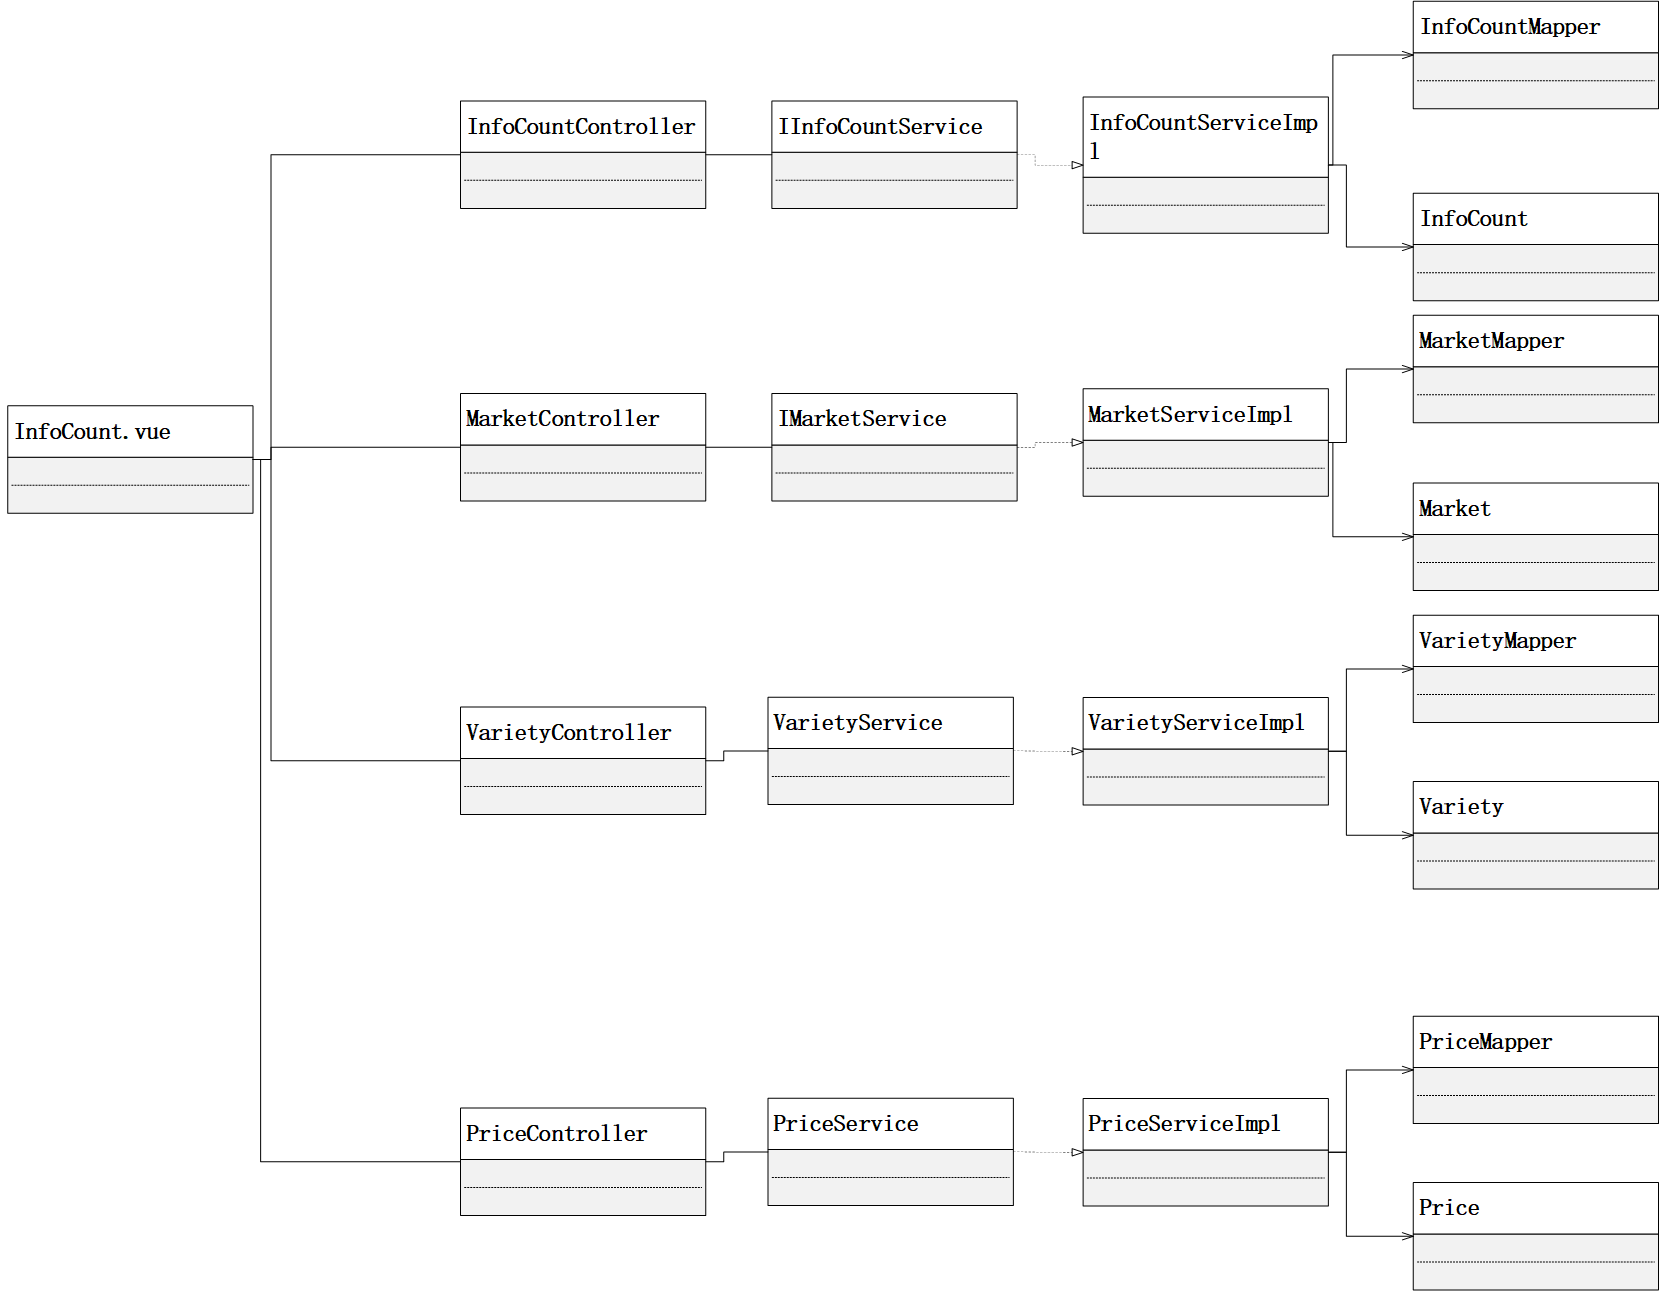 InfoCountMapper
InfoCountController
IInfoCountService
InfoCountServiceImp
l
InfoCount
MarketMapper
InfoCount.vue
MarketController
IMarketService
MarketServiceImpl
Market
VarietyMapper
VarietyController
VarietyService
VarietyServiceImpl
Variety
PriceMapper
PriceController
PriceService
PriceServiceImpl
Price